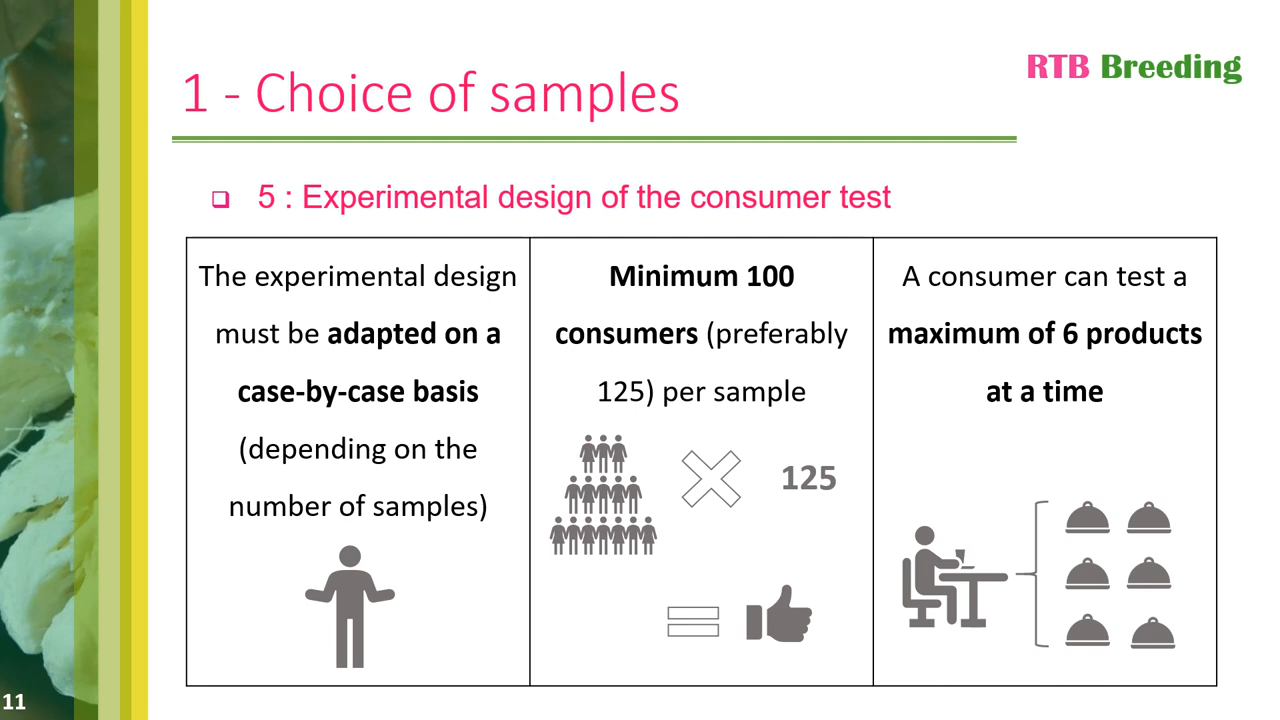 1 - Choice of samples
RTB Breeding
5 : Experimental design of the consumer test
The experimental design
must be adapted on a
case-by-case basis
(depending on the
number of samples)
Minimum 100
consumers (preferably
125) per sample
125
A consumer can test a
maximum of 6 products
at a time
11